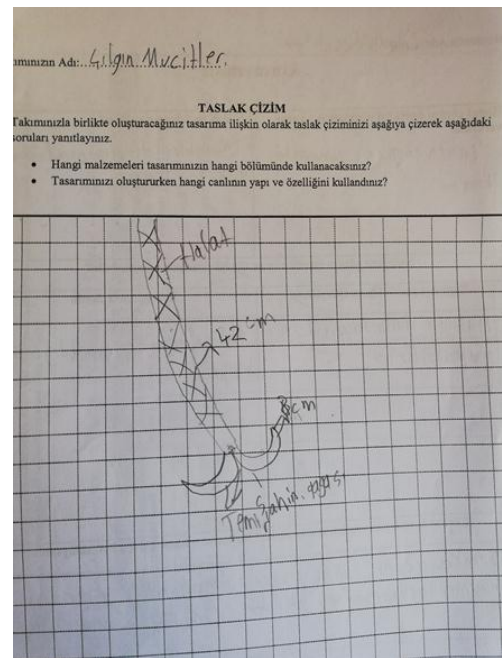 ımınızın Adı:..Çılgın Mucitler.
TASLAK ÇİZİM
Takımınızla birlikte oluşturacağınız tasarıma ilişkin olarak taslak çiziminizi aşağıya çizerek aşağıdaki
soruları yanıtlayınız.
• Hangi malzemeleri tasarımınızın hangi bölümünde kullanacaksınız?
• Tasarımınızı oluştururken hangi canlının yapı ve özelliğini kullandınız?
Halat
42 cm
cm